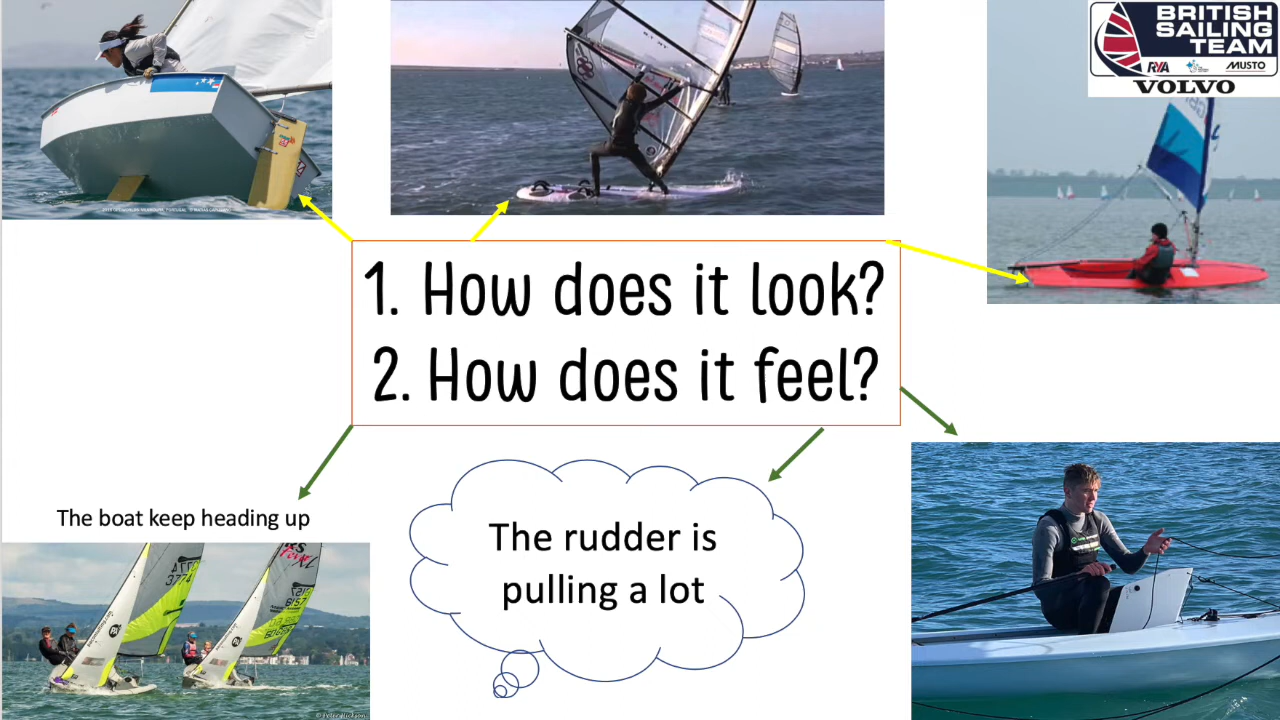 BRITISH
SAILING
TEAM
RYA
MUSTO
VOLVO
1. How does it look?
2. How does it feel?
The boat keep heading up
The rudder is
pulling a lot